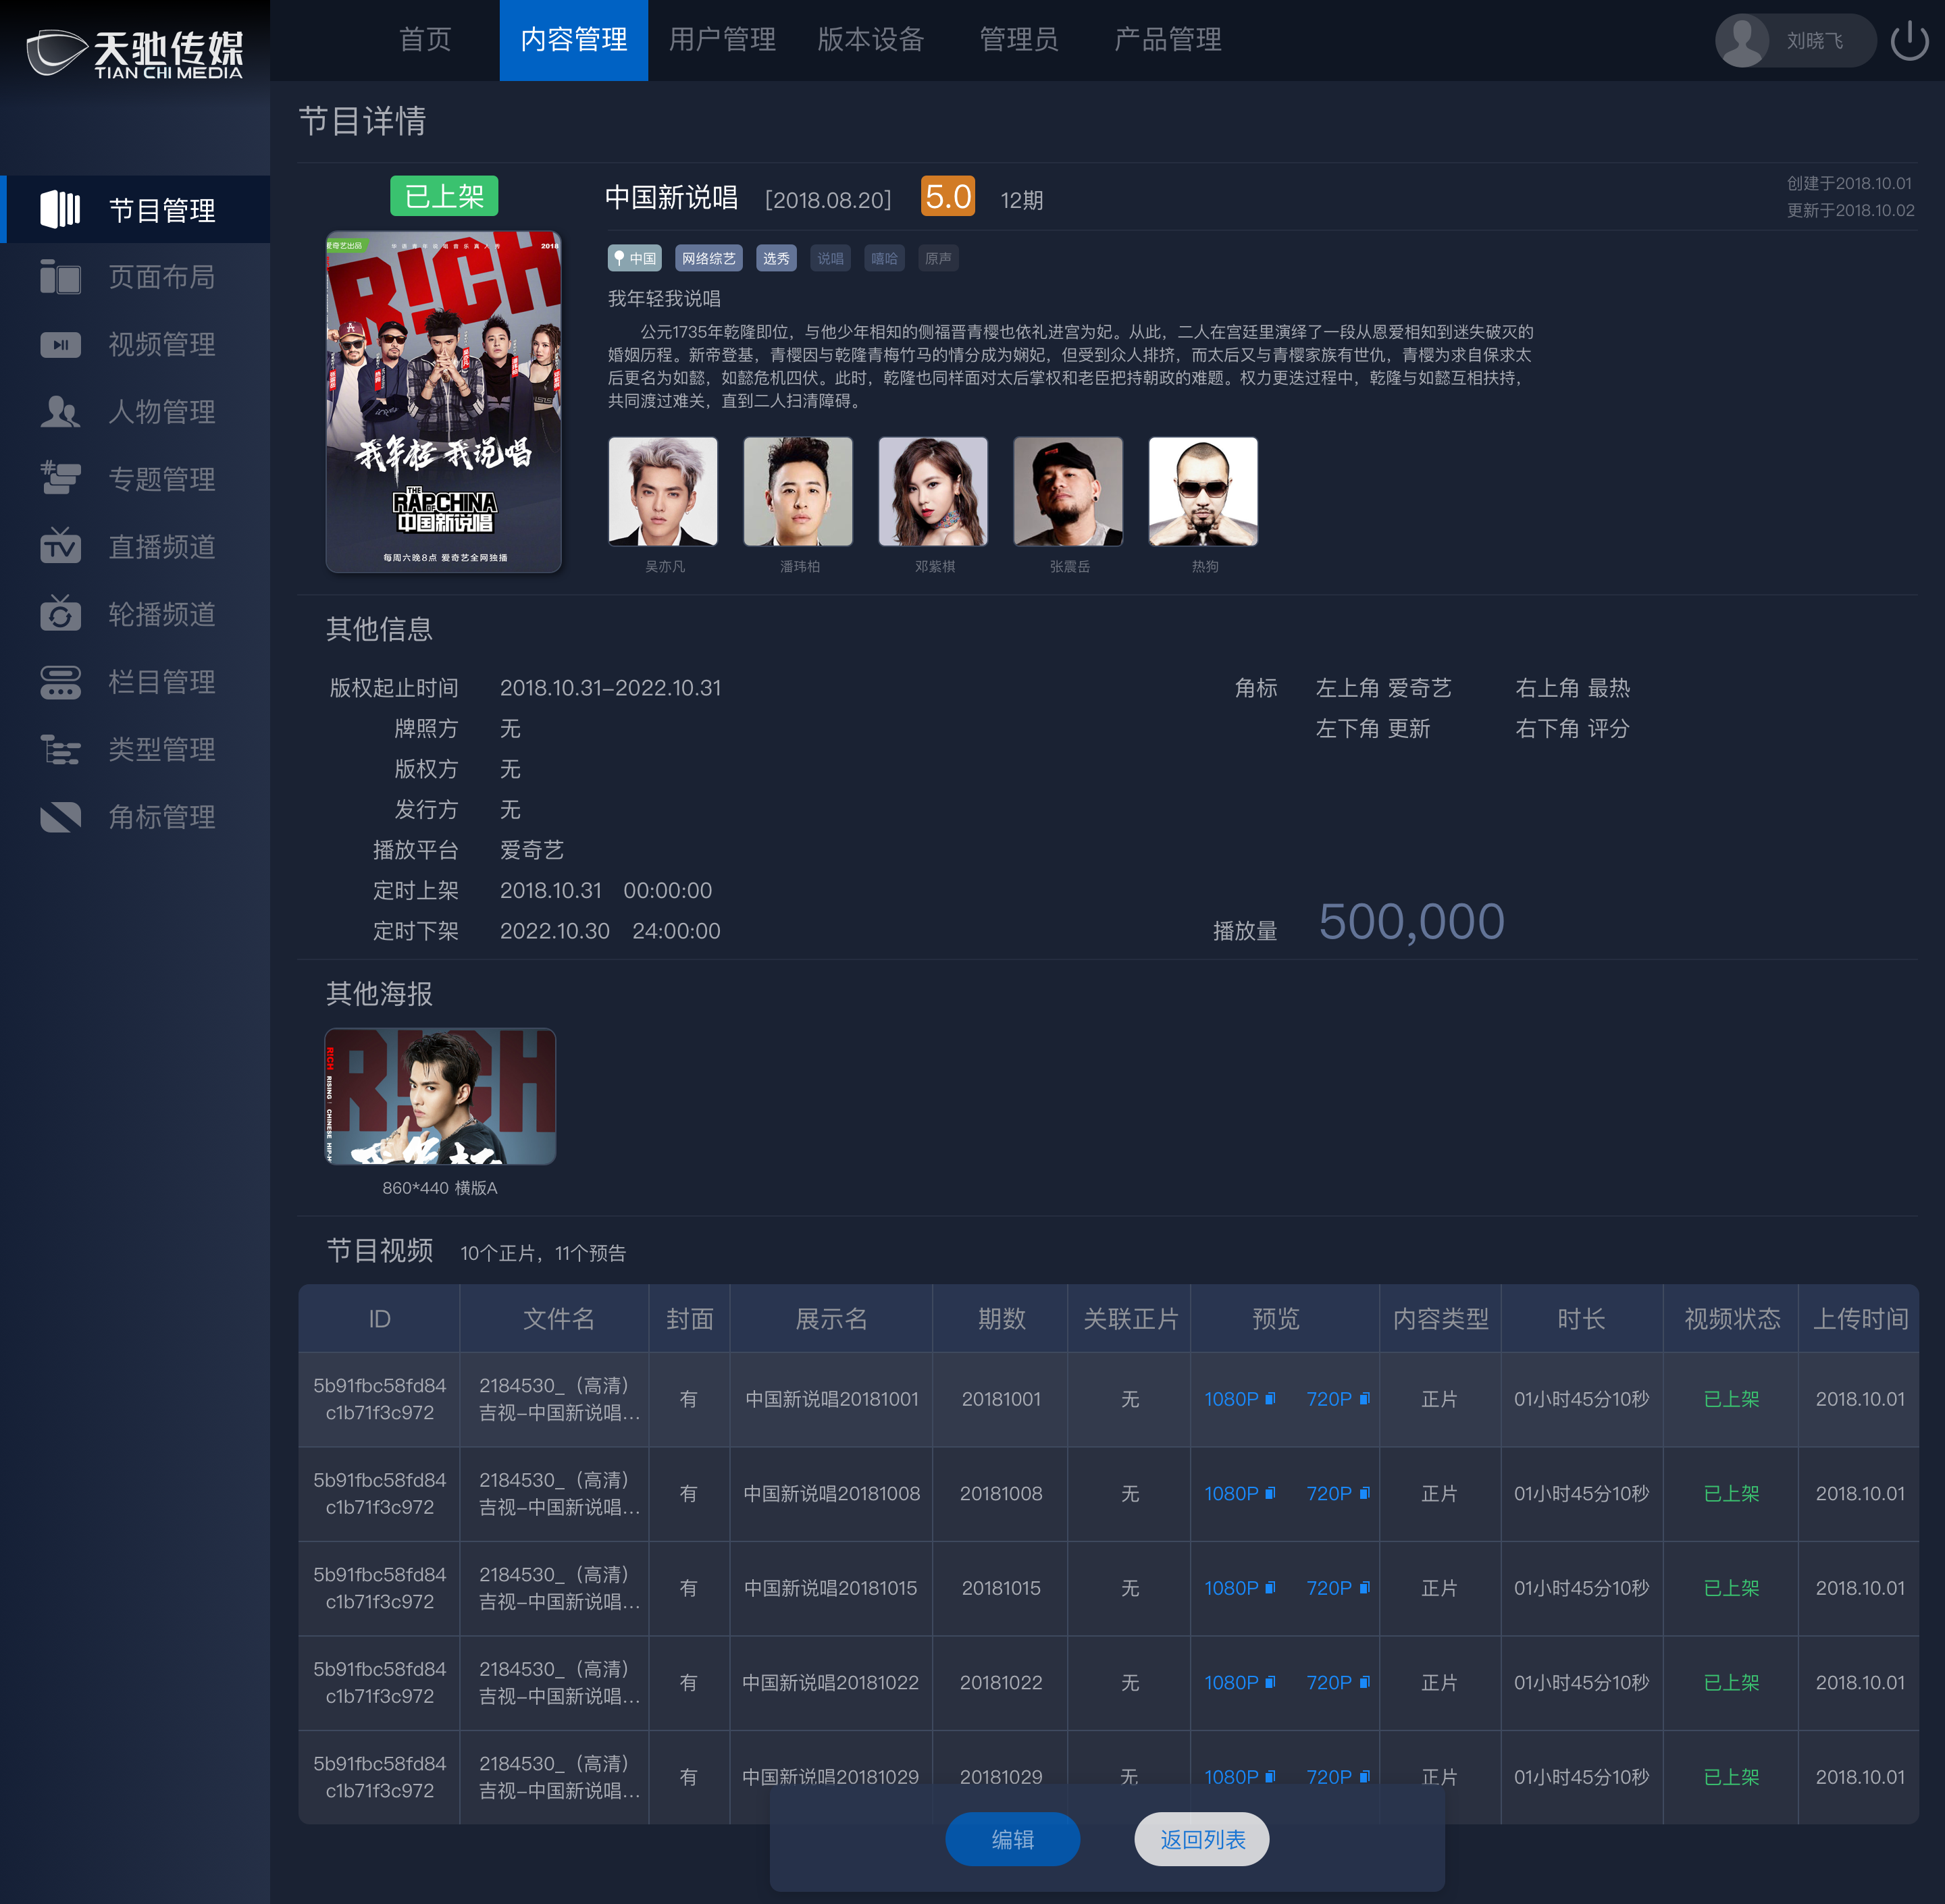 天驰传媒
TIAN CHI MEDIA
首页
内容管理
用户管理
版本设备
管理员
产品管理
刘晓飞
节目管理
页面布局
视频管理
人物管理
专题管理
直播频道
轮播频道
栏目管理
类型管理
角标管理
节目详情
已上架
中国新说唱 [2018.08.20] 5.0 12期
创建于2018.10.01
更新于2018.10.02
爱奇艺出品
2018
R!CH
我年轻 我说唱
THE
RAP OF CHINA
中国新说唱
每周六晚8点 爱奇艺全网独播
中国 网络综艺 选秀 说唱 嘻哈 原声
我年轻我说唱
公元1735年乾隆即位，与他少年相知的侧福晋青樱也依礼进宫为妃。从此，二人在宫廷里演绎了一段从恩爱相知到迷失破灭的
婚姻历程。新帝登基，青樱因与乾隆青梅竹马的情分成为娴妃，但受到众人排挤，而太后又与青樱家族有世仇，青樱为求自保求太
后更名为如懿，如懿危机四伏。此时，乾隆也同样面对太后掌权和老臣把持朝政的难题。权力更迭过程中，乾隆与如懿互相扶持，
共同渡过难关，直到二人扫清障碍。
吴亦凡 潘玮柏 邓紫棋 张震岳 热狗
其他信息
版权起止时间 2018.10.31-2022.10.31
牌照方 无
版权方 无
发行方 无
播放平台 爱奇艺
定时上架 2018.10.31 00:00:00
定时下架 2022.10.30 24:00:00
角标 左上角 爱奇艺 右上角 最热
左下角 更新 右下角 评分
播放量 500,000
其他海报
R!CH
R!CH RISING! CHINESE HIP-H
我年轻
860*440 横版A
节目视频 10个正片，11个预告
ID 文件名 封面 展示名 期数 关联正片 预览 内容类型 时长 视频状态 上传时间
5b91fbc58fd84
c1b71f3c972
2184530_（高清）
吉视-中国新说唱...
有 中国新说唱20181001 20181001 无 1080P 720P 正片 01小时45分10秒 已上架 2018.10.01
5b91fbc58fd84
c1b71f3c972
2184530_（高清）
吉视-中国新说唱...
有 中国新说唱20181008 20181008 无 1080P 720P 正片 01小时45分10秒 已上架 2018.10.01
5b91fbc58fd84
c1b71f3c972
2184530_（高清）
吉视-中国新说唱...
有 中国新说唱20181015 20181015 无 1080P 720P 正片 01小时45分10秒 已上架 2018.10.01
5b91fbc58fd84
c1b71f3c972
2184530_（高清）
吉视-中国新说唱...
有 中国新说唱20181022 20181022 无 1080P 720P 正片 01小时45分10秒 已上架 2018.10.01
5b91fbc58fd84
c1b71f3c972
2184530_（高清）
吉视-中国新说唱...
有 中国新说唱20181029 20181029 无 1080P 720P 正片 01小时45分10秒 已上架 2018.10.01
编辑
返回列表